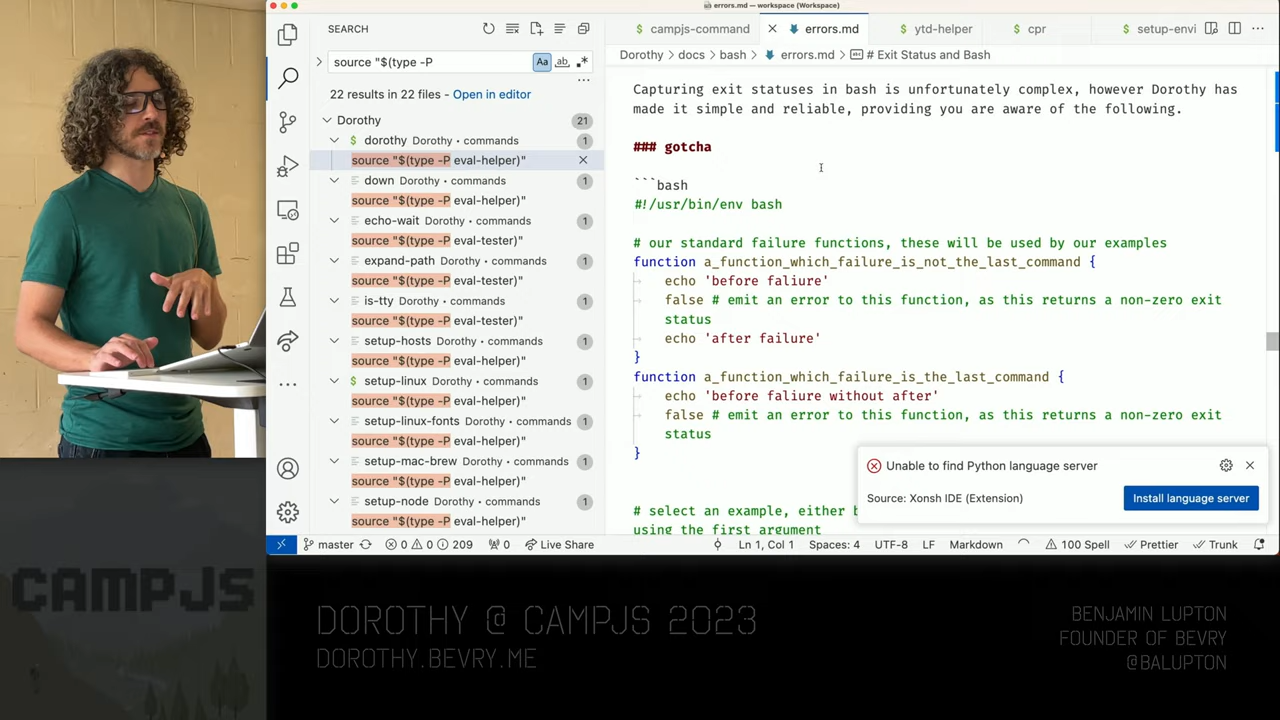 errors.md — workspace (Workspace)
SEARCH
source "$(type -P
Aa
ab
.*
22 results in 22 files - Open in editor
Dorothy
21
$ dorothy Dorothy • commands
1
source "$(type -P eval-helper)"
down Dorothy • commands
1
source "$(type -P eval-helper)"
echo-wait Dorothy • commands
1
source "$(type -P eval-tester)"
expand-path Dorothy • commands
1
source "$(type -P eval-tester)"
is-tty Dorothy • commands
1
source "$(type -P eval-tester)"
setup-hosts Dorothy • commands
1
source "$(type -P eval-helper)"
$ setup-linux Dorothy • commands
1
source "$(type -P eval-helper)"
setup-linux-fonts Dorothy • commands
1
source "$(type -P eval-helper)"
setup-mac-brew Dorothy • commands
1
source "$(type -P eval-helper)"
setup-node Dorothy • commands
1
source "$(type -P eval-helper)"
$ campjs-command
errors.md
ytd-helper
cpr
setup-envi
Dorothy > docs > bash > errors.md > # Exit Status and Bash
Capturing exit statuses in bash is unfortunately complex, however Dorothy has
made it simple and reliable, providing you are aware of the following.
### gotcha
```bash
#!/usr/bin/env bash
# our standard failure functions, these will be used by our examples
function a_function_which_failure_is_not_the_last_command {
echo 'before faliure'
false # emit an error to this function, as this returns a non-zero exit
status
echo 'after failure'
}
function a_function_which_failure_is_the_last_command {
echo 'before faliure without after'
false # emit an error to this function, as this returns a non-zero exit
status
}
# select an example, either b
using the first argument
Unable to find Python language server
Source: Xonsh IDE (Extension)
Install language server
master
0
0
209
0
Live Share
Ln 1, Col 1
Spaces: 4
UTF-8
LF
Markdown
100 Spell
Prettier
Trunk
CAMPJS
DOROTHY @ CAMPJS 2023
DOROTHY.BEVRY.ME
BENJAMIN LUPTON
FOUNDER OF BEVRY
@BALUPTON